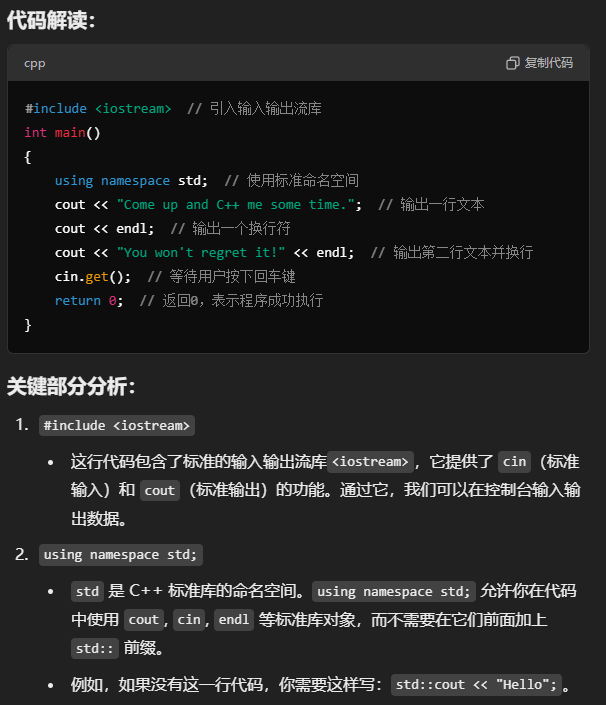 代码解读：
cpp 复制代码
#include <iostream>  // 引入输入输出流库
int main()
{
    using namespace std;  // 使用标准命名空间
    cout << "Come up and C++ me some time.";  // 输出一行文本
    cout << endl;  // 输出一个换行符
    cout << "You won't regret it!" << endl;  // 输出第二行文本并换行
    cin.get();  // 等待用户按下回车键
    return 0;  // 返回0，表示程序成功执行
}
关键部分分析：
1. #include <iostream>
• 这行代码包含了标准的输入输出流库<iostream>，它提供了 cin（标准
输入）和 cout（标准输出）的功能。通过它，我们可以在控制台输入输
出数据。
2. using namespace std;
• std 是 C++ 标准库的命名空间。using namespace std; 允许你在代码
中使用 cout, cin, endl 等标准库对象，而不需要在它们前面加上
std:: 前缀。
• 例如，如果没有这一行代码，你需要这样写：std::cout << "Hello";。